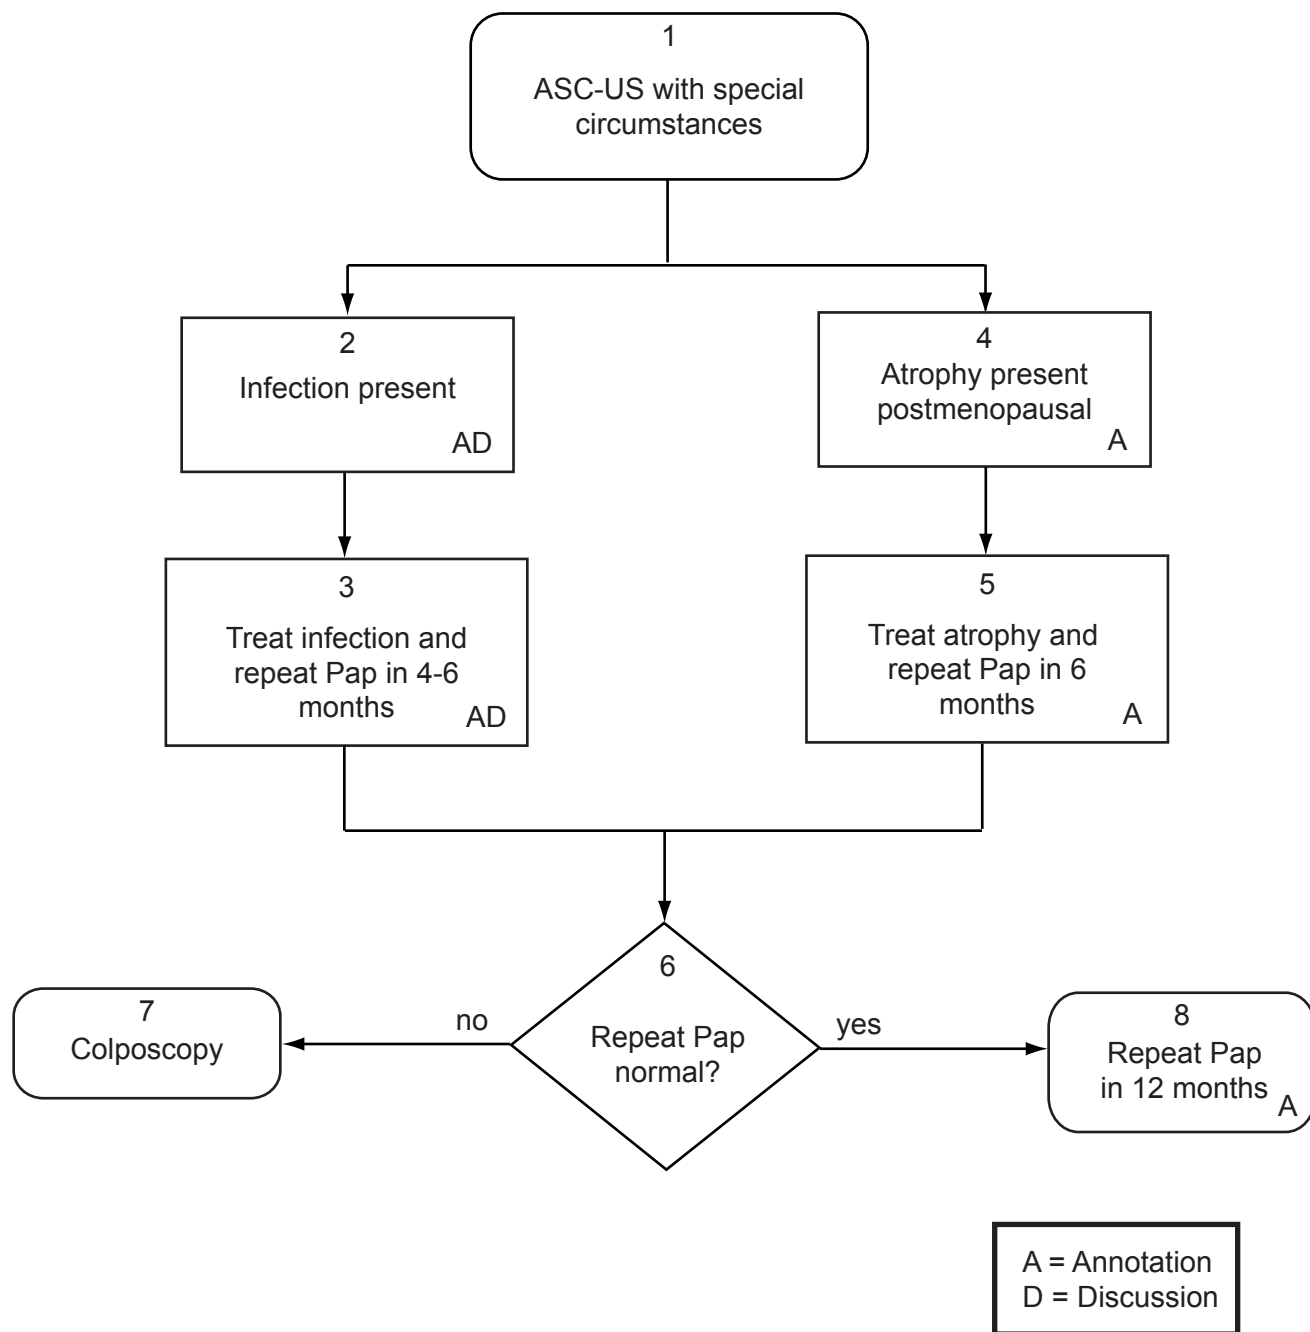 1
ASC-US with special
circumstances
2
Infection present
AD
4
Atrophy present
postmenopausal
A
3
Treat infection and
repeat Pap in 4-6
months
AD
5
Treat atrophy and
repeat Pap in 6
months
A
6
Repeat Pap
normal?
no
yes
7
Colposcopy
8
Repeat Pap
in 12 months
A
A = Annotation
D = Discussion